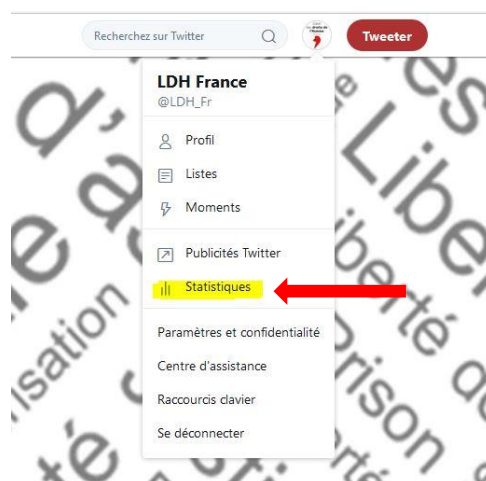 Recherchez sur Twitter
Tweeter
LDH France
@LDH_Fr
Profil
Listes
Moments
Publicités Twitter
Statistiques
Paramètres et confidentialité
Centre d'assistance
Raccourcis clavier
Se déconnecter